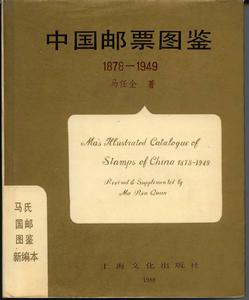 中国邮票图鉴
1878—1949
马任全 著
Ma's Illustrated Catalogue of
Stamps of China 1878-1949
Revised & Supplemented by
Ma Ren Quan
马氏
国邮
图鉴
新编本
上海文化出版社
1988